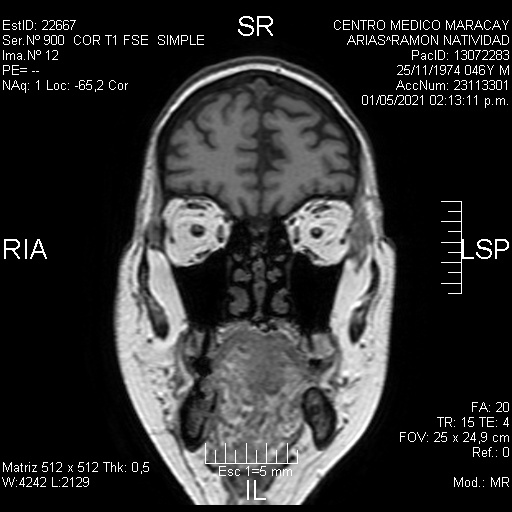 EstID: 22667
Ser.Nº 900 COR T1 FSE SIMPLE
Ima.Nº 12
PE= --
NAq: 1 Loc: -65,2 Cor
SR
CENTRO MEDICO MARACAY
ARIAS^RAMON NATIVIDAD
PacID: 13072283
25/11/1974 046Y M
AccNum: 23113301
01/05/2021 02:13:11 p.m.
RIA
LSP
Matriz 512 x 512 Thk: 0,5
W:4242 L:2129
Esc 1=5 mm
IL
FA: 20
TR: 15 TE: 4
FOV: 25 x 24,9 cm
Ref.: 0
Mod.: MR